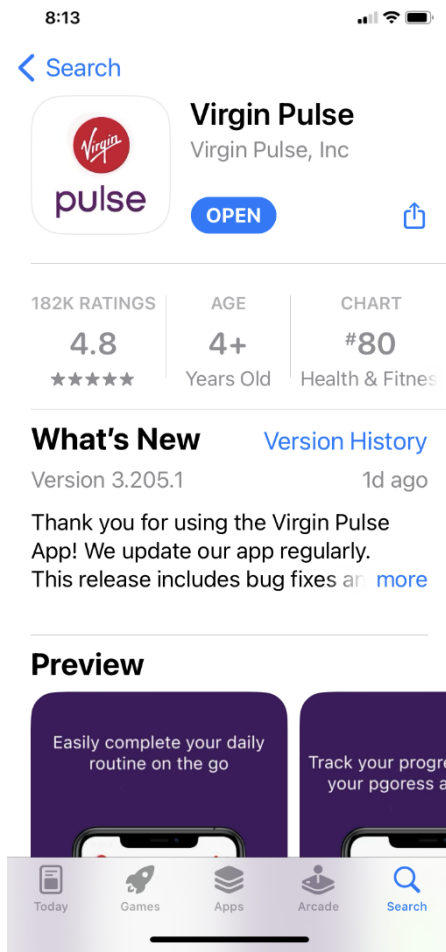 8:13
Search
Virgin
pulse
Virgin Pulse
Virgin Pulse, Inc
OPEN
182K RATINGS
4.8
★★★★★
AGE
4+
Years Old
CHART
#80
Health & Fitnes
What's New
Version History
Version 3.205.1
1d ago
Thank you for using the Virgin Pulse
App! We update our app regularly.
This release includes bug fixes an more
Preview
Easily complete your daily
routine on the go
Track your progre
your pgoress a
Today
Games
Apps
Arcade
Search